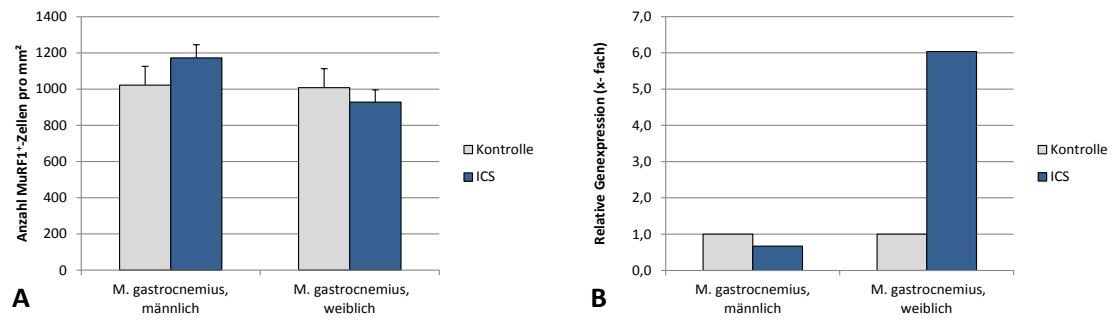 Anzahl MuRF1⁺-Zellen pro mm²
1400
1200
1000
800
600
400
200
0
M. gastrocnemius,
männlich
M. gastrocnemius,
weiblich
Kontrolle
ICS
A
Relative Genexpression (x- fach)
7,0
6,0
5,0
4,0
3,0
2,0
1,0
0,0
M. gastrocnemius,
männlich
M. gastrocnemius,
weiblich
Kontrolle
ICS
B